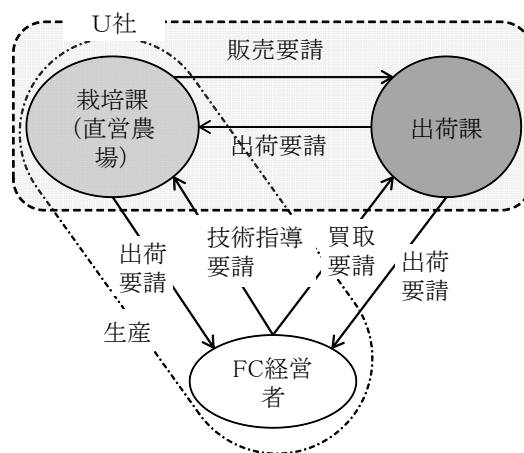 U社
販売要請
栽培課
（直営農
場）
出荷課
出荷要請
技術指導
要請
買取
要請
出荷
要請
出荷
要請
生産
FC経営
者